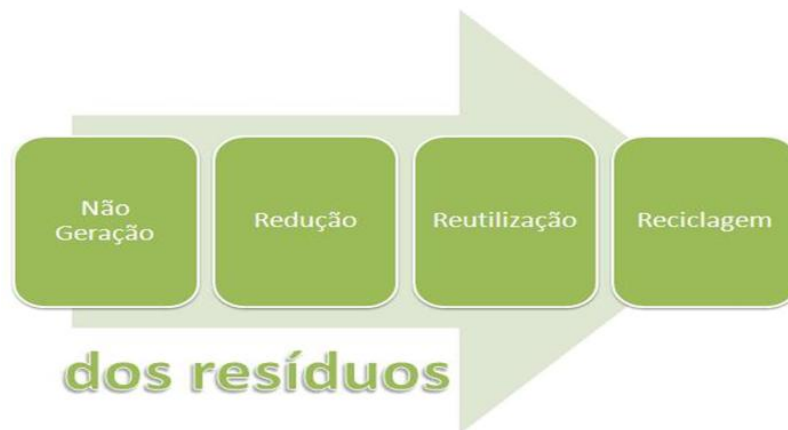 Não
Geração
Redução
Reutilização
Reciclagem
dos resíduos